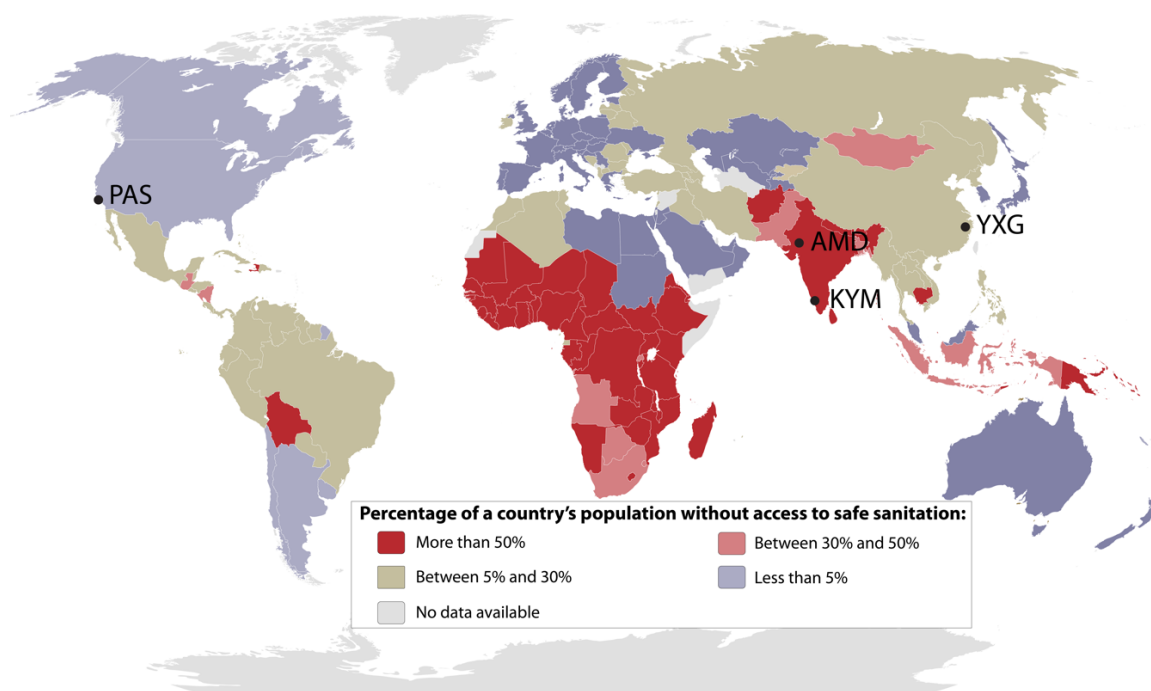 PAS
YXG
AMD
KYM
Percentage of a country's population without access to safe sanitation:
More than 50%
Between 30% and 50%
Between 5% and 30%
Less than 5%
No data available